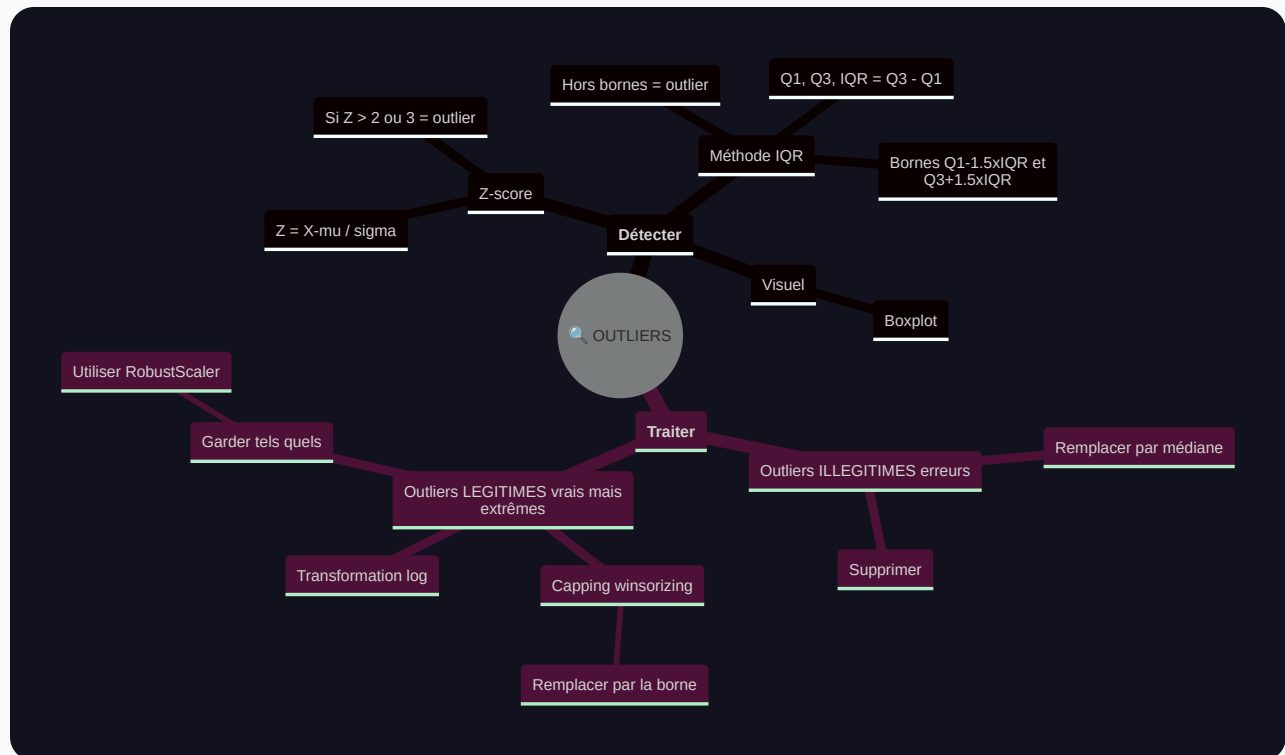 Q1, Q3, IQR = Q3 - Q1
Hors bornes = outlier
Si Z > 2 ou 3 = outlier
Méthode IQR
Bornes Q1-1.5xIQR et
Q3+1.5xIQR
Z-score
Z = X-mu / sigma
Détecter
Visuel
Boxplot
🔍 OUTLIERS
Utiliser RobustScaler
Traiter
Garder tels quels
Remplacer par médiane
Outliers ILLEGITIMES erreurs
Outliers LEGITIMES vrais mais
extrêmes
Supprimer
Transformation log
Capping winsorizing
Remplacer par la borne